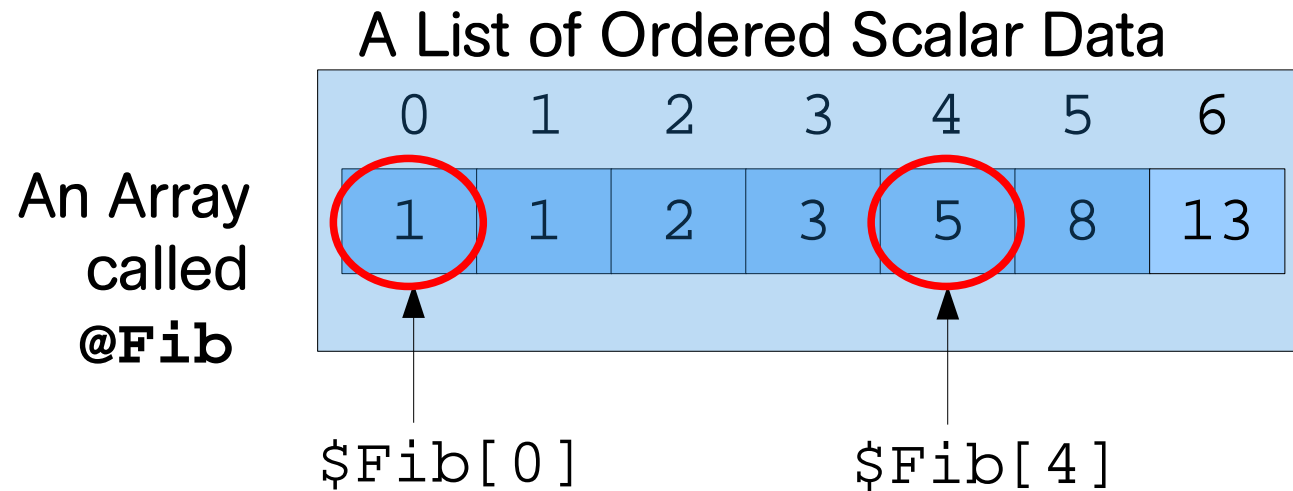 A List of Ordered Scalar Data
0 1 2 3 4 5 6
An Array
called
@Fib
1 1 2 3 5 8 13
$Fib[0] $Fib[4]